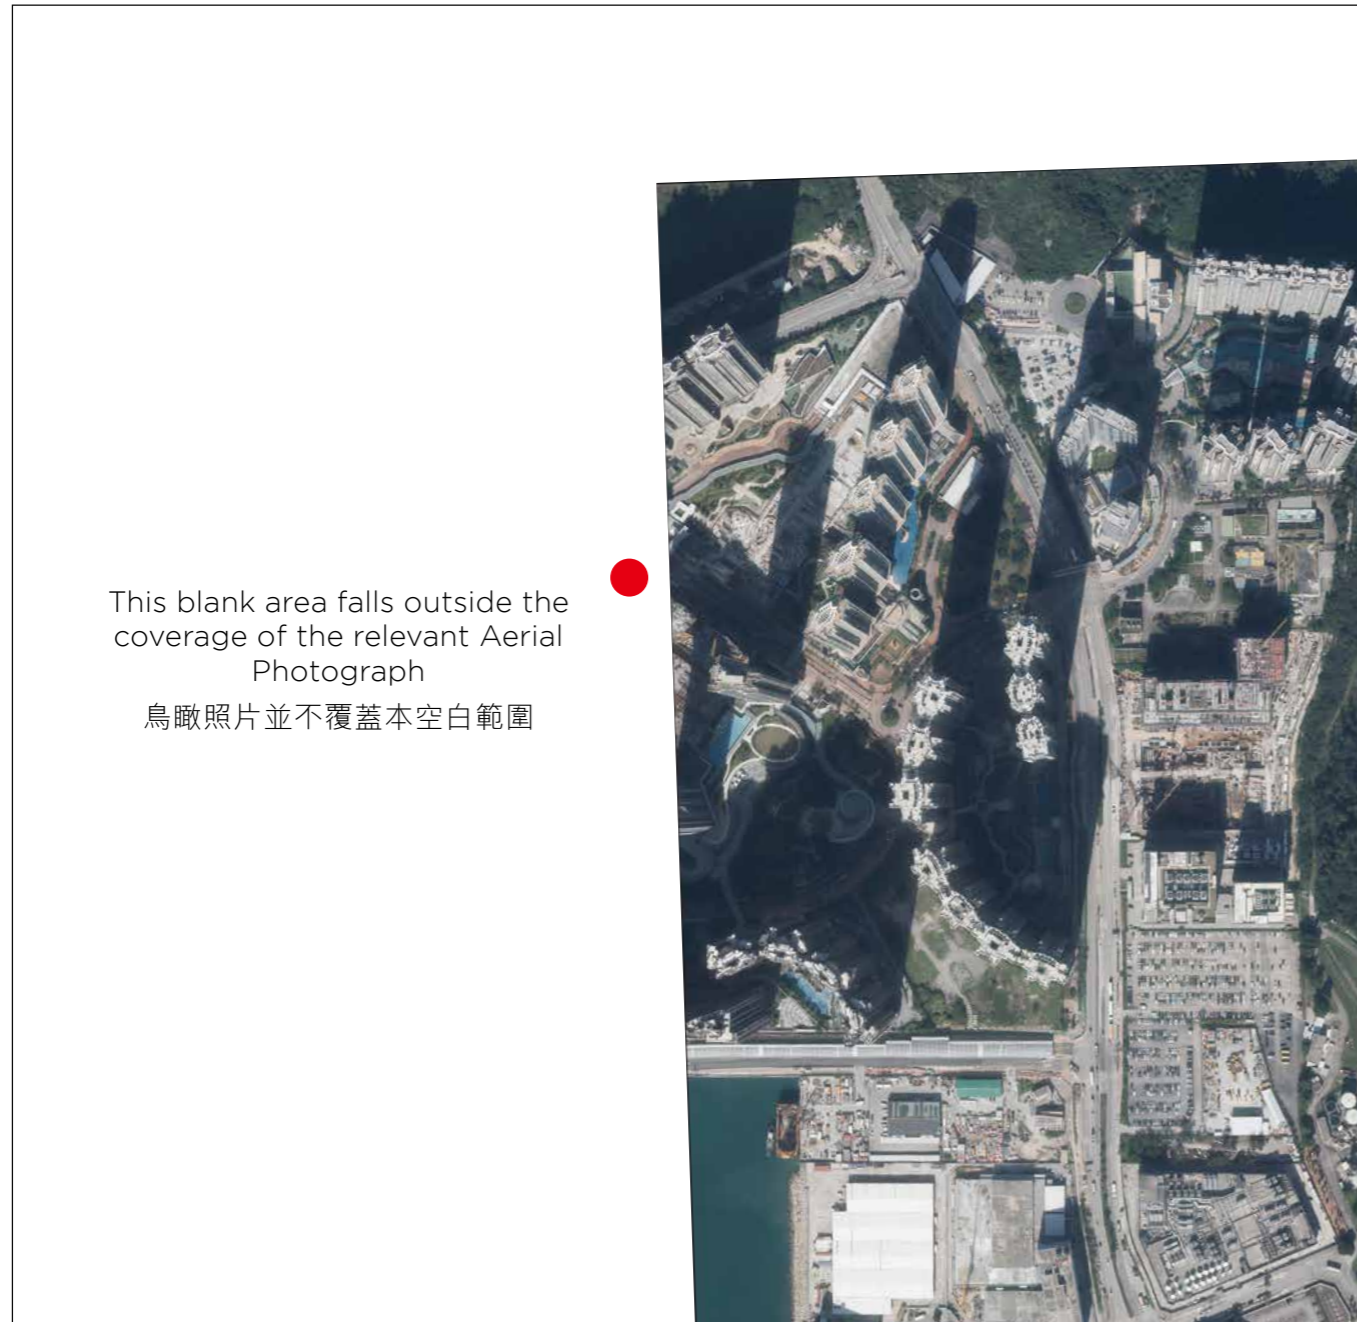 This blank area falls outside the
coverage of the relevant Aerial
Photograph
鳥瞰照片並不覆蓋本空白範圍